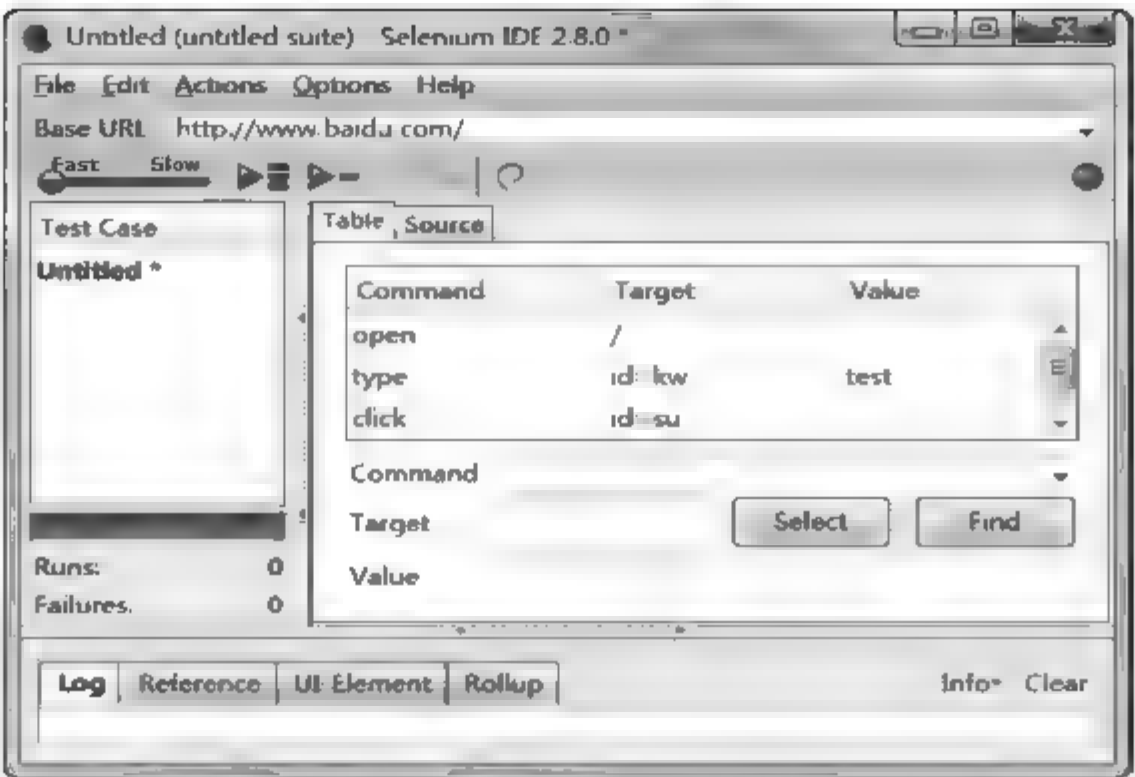 Untitled (untitled suite) Selenium IDE 2.8.0 *
File Edit Actions Options Help
Base URL http://www.baidu.com/
Fast Slow
Test Case
Untitled *
Table Source
Command Target Value
open /
type id=kw test
click id=su
Command
Target Select Find
Value
Runs: 0
Failures: 0
Log Reference UI-Element Rollup Info Clear